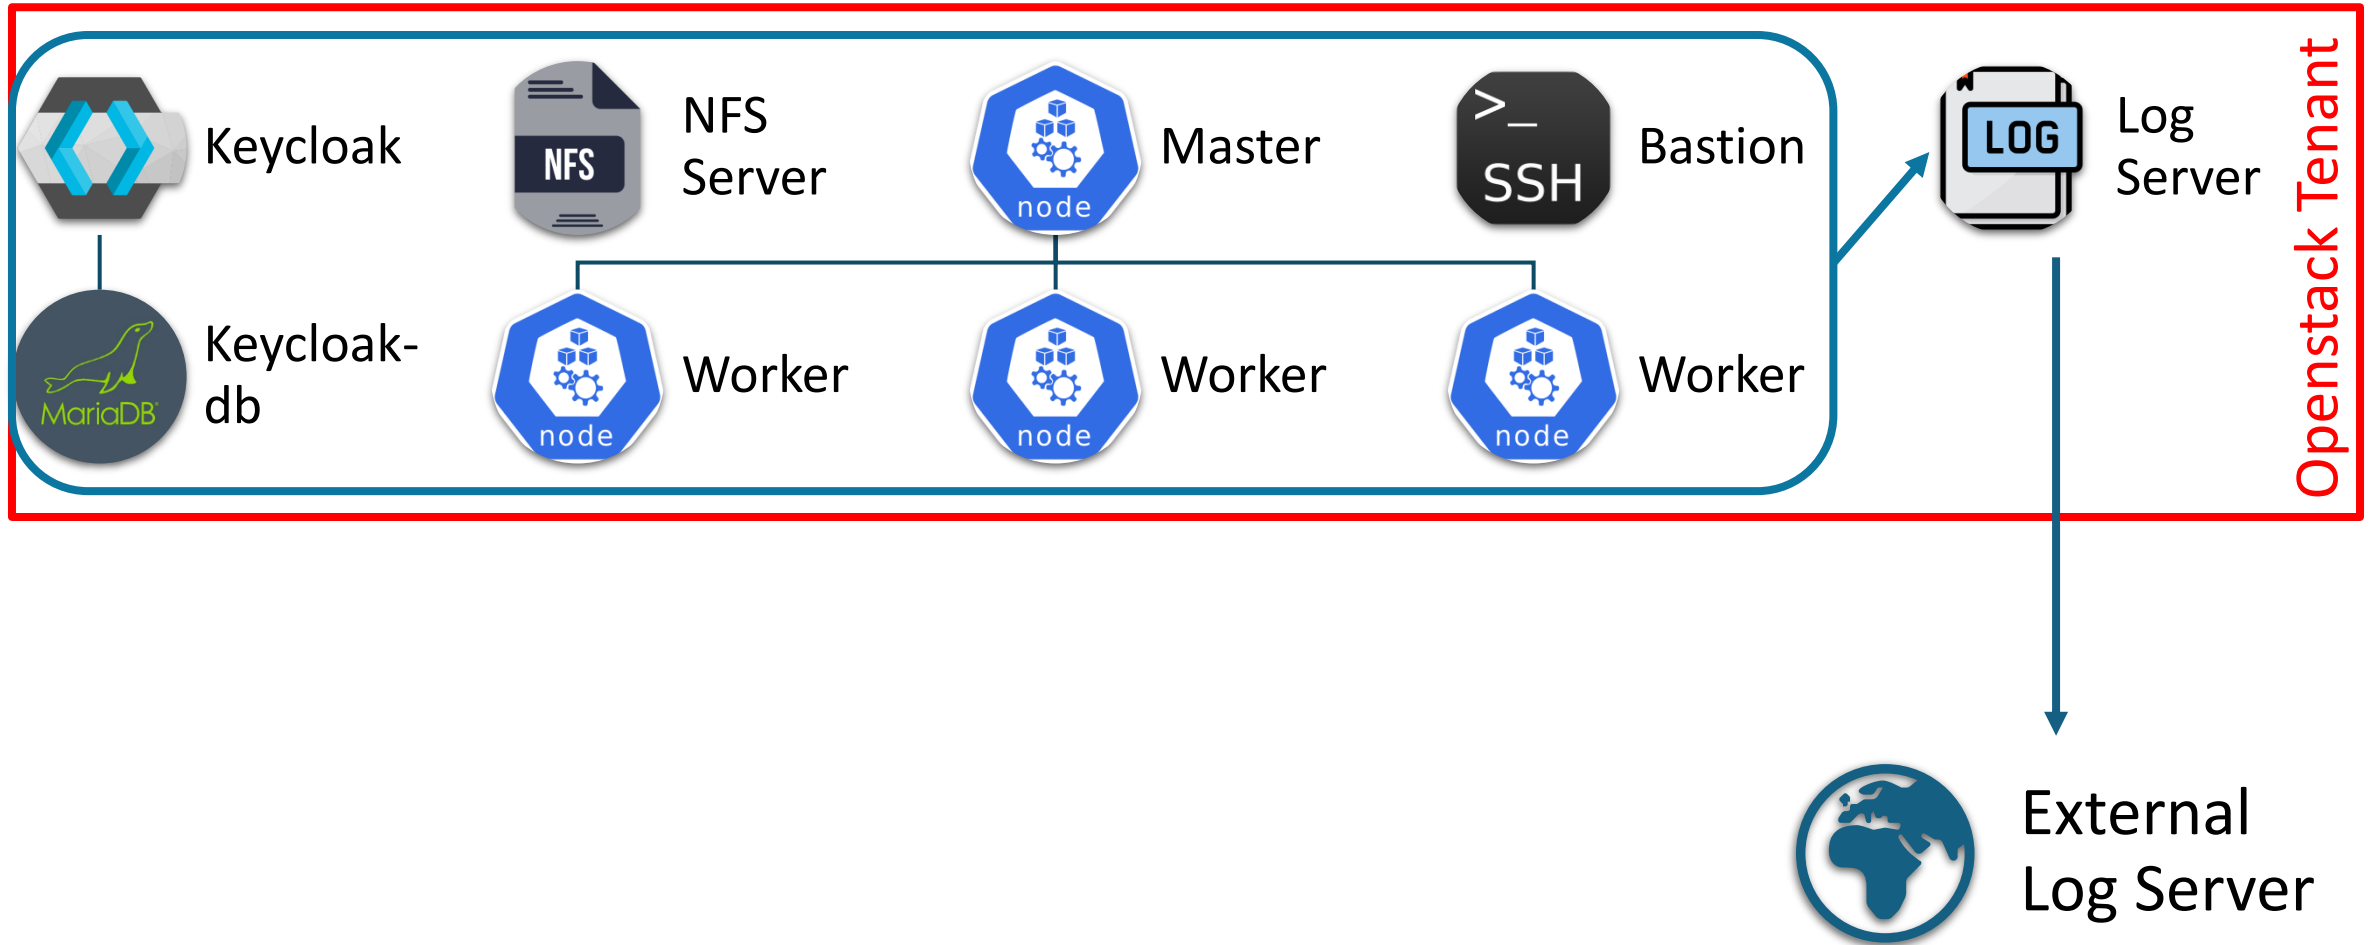 Keycloak
NFS
NFS
Server
node
Master
>_
SSH
Bastion
LOG
Log
Server
Openstack Tenant
MariaDB
Keycloak-
db
node
Worker
node
Worker
node
Worker
External
Log Server